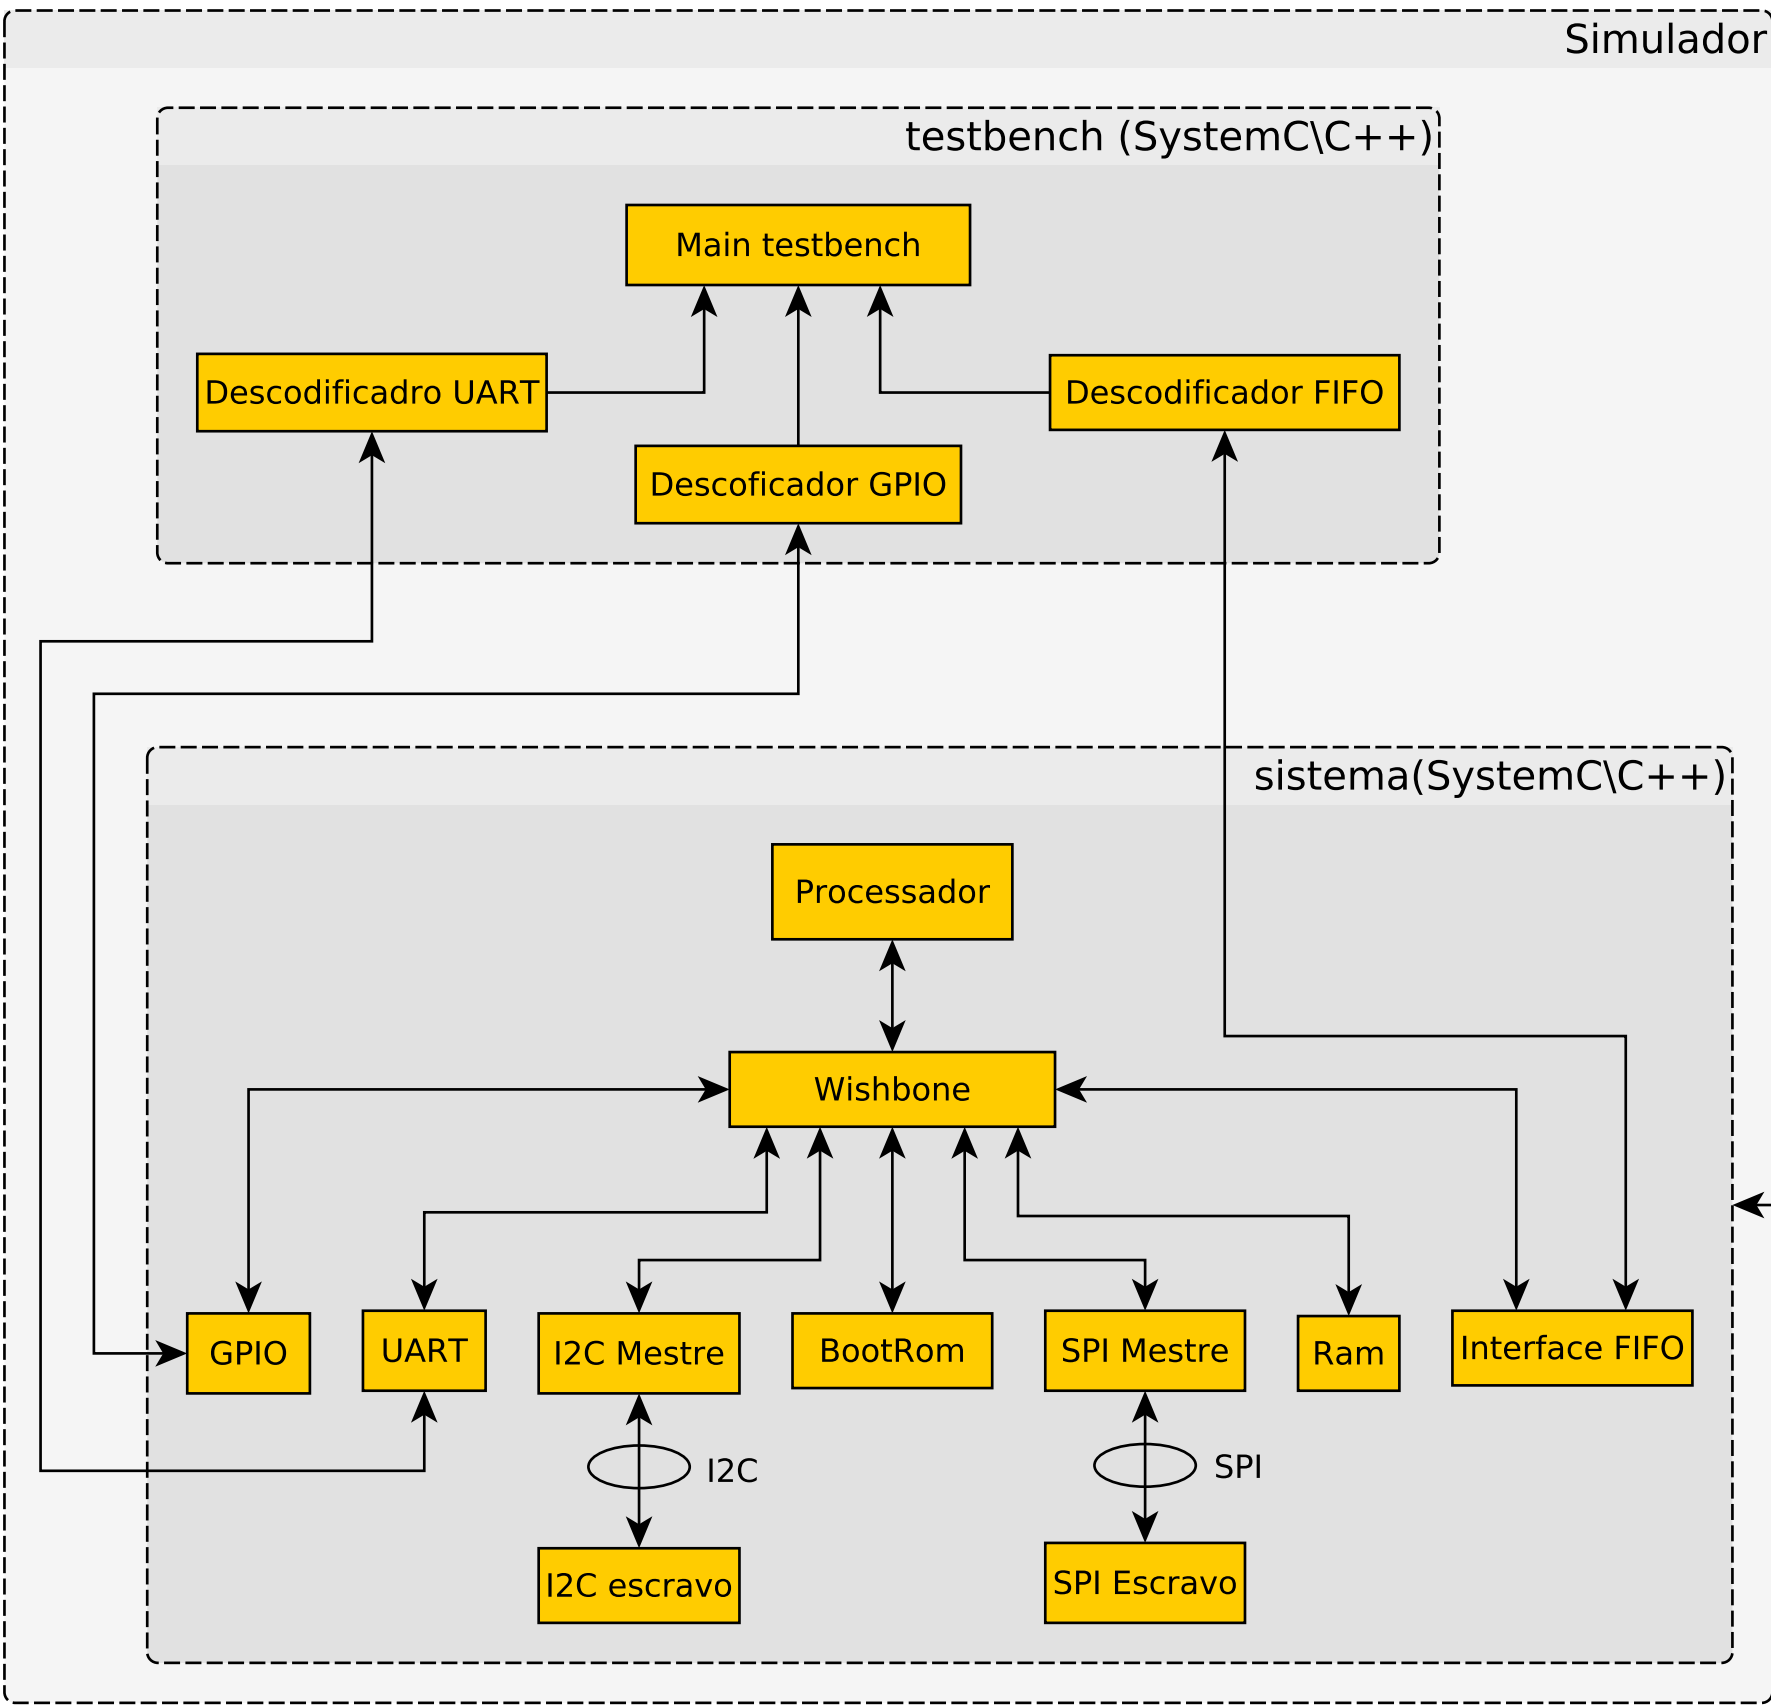 Simulador
testbench (SystemC\C++)
Main testbench
Descodificadro UART
Descodificador FIFO
Descoficador GPIO
sistema(SystemC\C++)
Processador
Wishbone
GPIO
UART
I2C Mestre
BootRom
SPI Mestre
Ram
Interface FIFO
I2C
SPI
I2C escravo
SPI Escravo